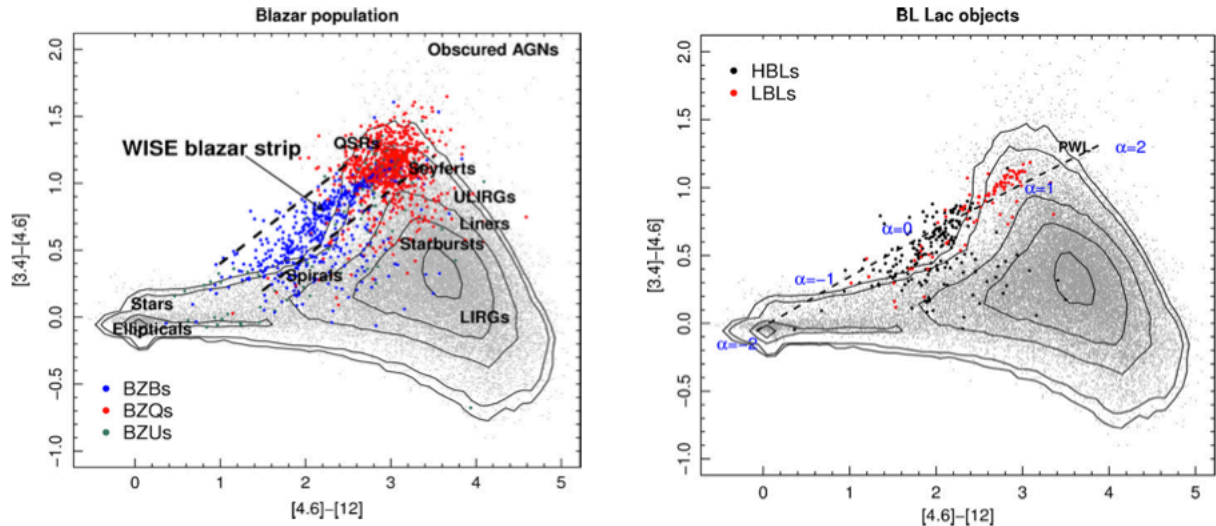 Blazar population
2.0
1.5
1.0
0.5
0.0
−0.5
−1.0
[3.4]−[4.6]
Obscured AGNs
QSRs
WISE blazar strip
Seyferts
ULIRGs
Liners
Starbursts
Spirals
Stars
LIRGs
Ellipticals
BZBs
BZQs
BZUs
0 1 2 3 4 5
[4.6]−[12]
BL Lac objects
2.0
1.5
1.0
0.5
0.0
−0.5
−1.0
[3.4]−[4.6]
HBLs
LBLs
PWL
α=2
α=1
α=0
α=−1
α=−2
0 1 2 3 4 5
[4.6]−[12]